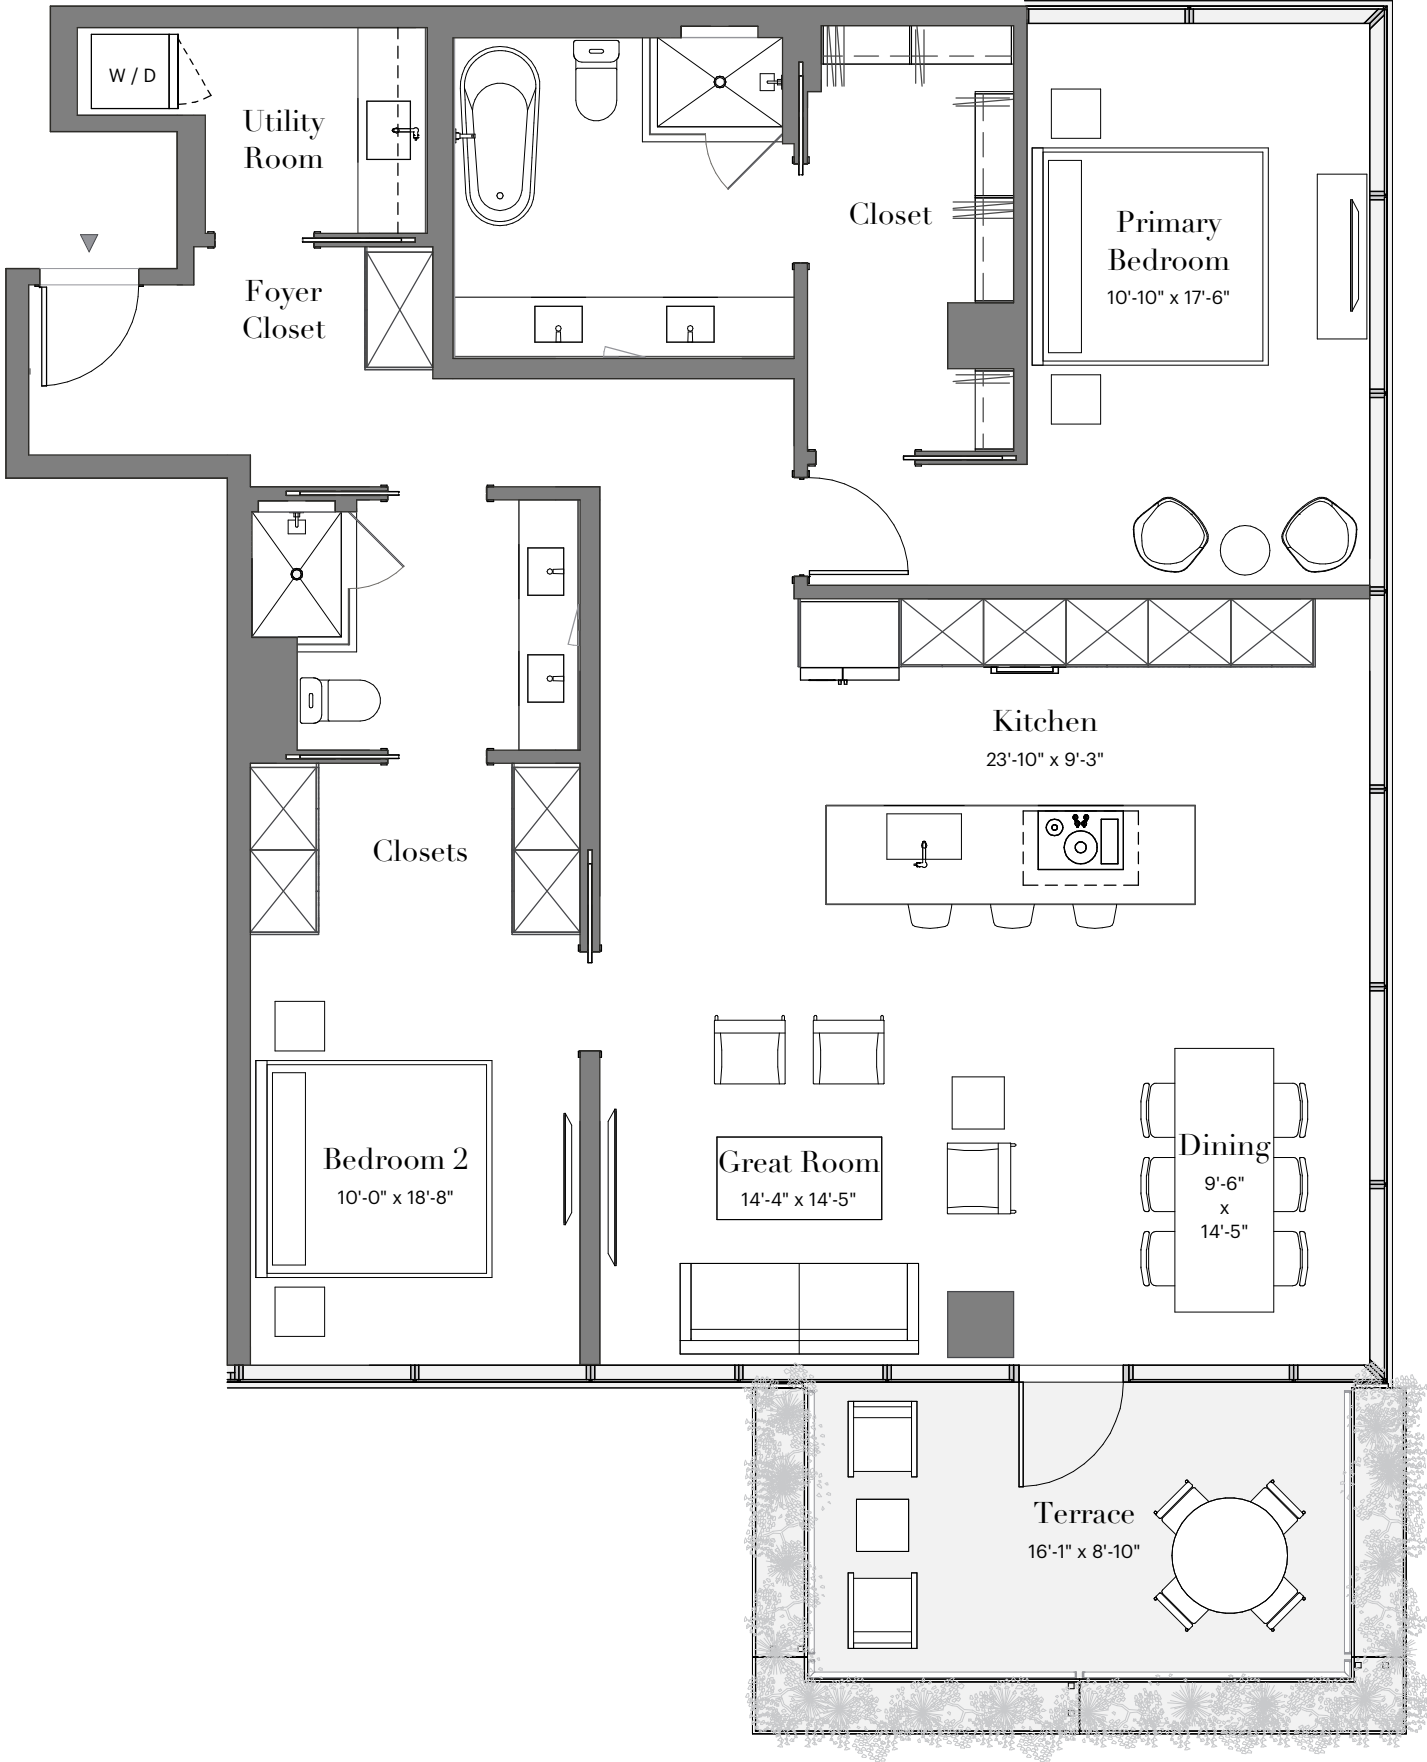 W / D
Utility
Room
Closet
Primary
Bedroom
10'-10" x 17'-6"
Foyer
Closet
Kitchen
23'-10" x 9'-3"
Closets
Bedroom 2
10'-0" x 18'-8"
Great Room
14'-4" x 14'-5"
Dining
9'-6"
x
14'-5"
Terrace
16'-1" x 8'-10"